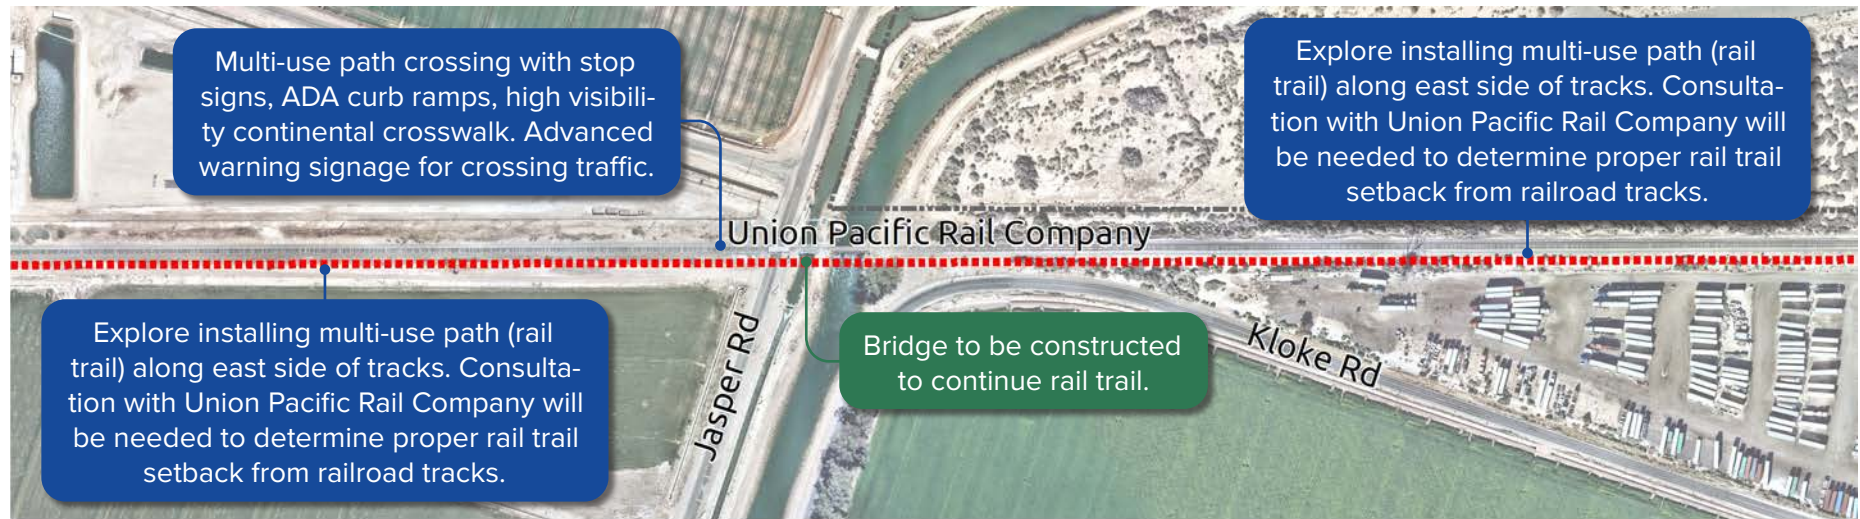 Multi-use path crossing with stop
signs, ADA curb ramps, high visibili-
ty continental crosswalk. Advanced
warning signage for crossing traffic.
Explore installing multi-use path (rail
trail) along east side of tracks. Consulta-
tion with Union Pacific Rail Company will
be needed to determine proper rail trail
setback from railroad tracks.
Union Pacific Rail Company
Explore installing multi-use path (rail
trail) along east side of tracks. Consulta-
tion with Union Pacific Rail Company will
be needed to determine proper rail trail
setback from railroad tracks.
Jasper Rd
Bridge to be constructed
to continue rail trail.
Kloke Rd